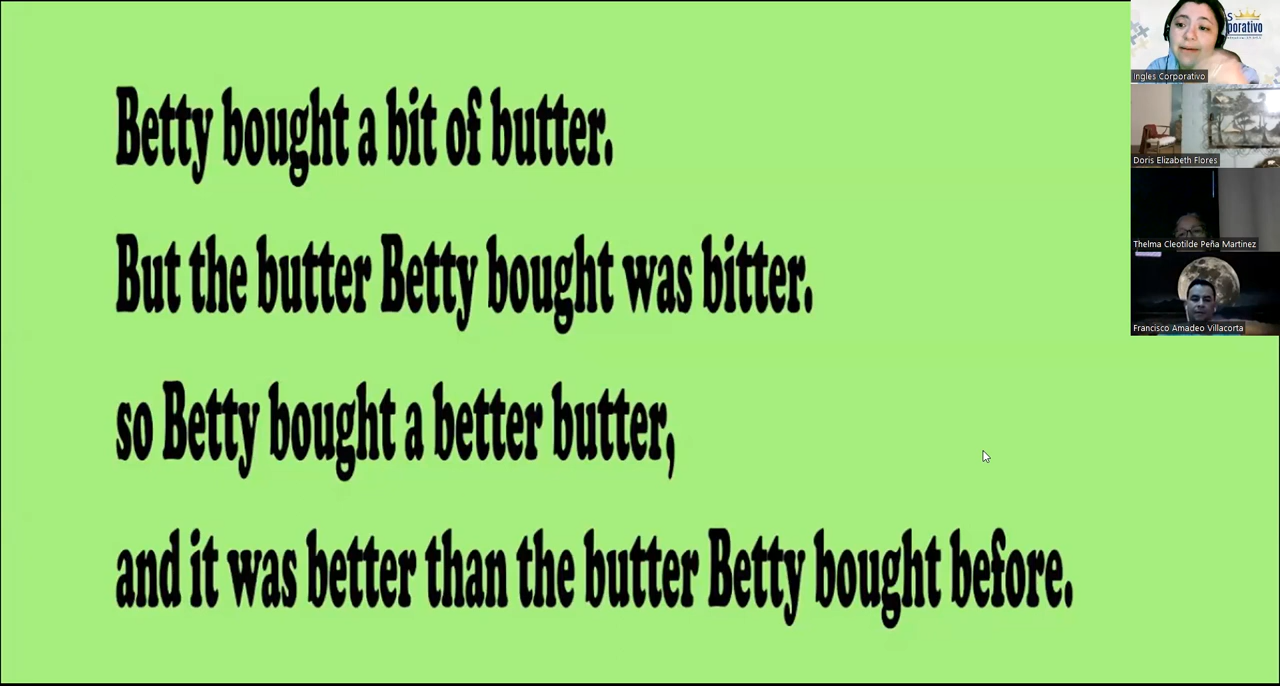 Betty bought a bit of butter.
But the butter Betty bought was bitter.
so Betty bought a better butter,
and it was better than the butter Betty bought before.
porativo
Ingles Corporativo
Doris Elizabeth Flores
Thelma Cleotilde Peña Martinez
Francisco Amadeo Villacorta